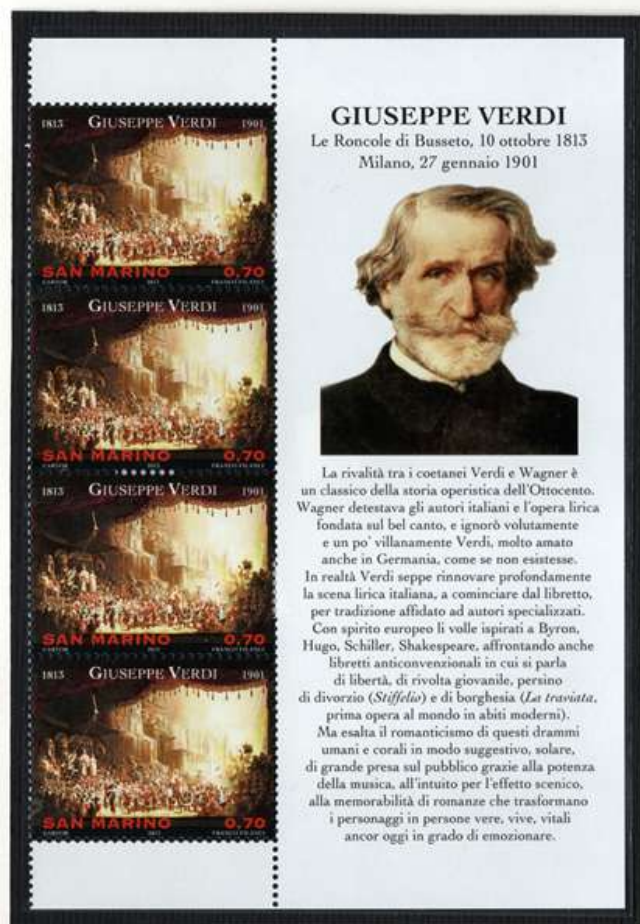 1813 GIUSEPPE VERDI 1901
SAN MARINO 0.70
CARTOR 2013
1813 GIUSEPPE VERDI 1901
SAN MARINO 0.70
CARTOR 2013
1813 GIUSEPPE VERDI 1901
SAN MARINO 0.70
CARTOR 2013
1813 GIUSEPPE VERDI 1901
SAN MARINO 0.70
CARTOR 2013
GIUSEPPE VERDI
Le Roncole di Busseto, 10 ottobre 1813
Milano, 27 gennaio 1901
La rivalità tra i coetanei Verdi e Wagner è
un classico della storia operistica dell'Ottocento.
Wagner detestava gli autori italiani e l'opera lirica
fondata sul bel canto, e ignorò volutamente
e un po' villanamente Verdi, molto amato
anche in Germania, come se non esistesse.
In realtà Verdi seppe rinnovare profondamente
la scena lirica italiana, a cominciare dal libretto,
per tradizione affidato ad autori specializzati.
Con spirito europeo li volle ispirati a Byron,
Hugo, Schiller, Shakespeare, affrontando anche
libretti anticonvenzionali in cui si parla
di libertà, di rivolta giovanile, persino
di divorzio (Stiffelio) e di borghesia (La traviata,
prima opera al mondo in abiti moderni).
Ma esalta il romanticismo di questi drammi
umani e corali in modo suggestivo, solare,
di grande presa sul pubblico grazie alla potenza
della musica, all'intuito per l'effetto scenico,
alla memorabilità di romanze che trasformano
i personaggi in persone vere, vive, vitali
ancor oggi in grado di emozionare.